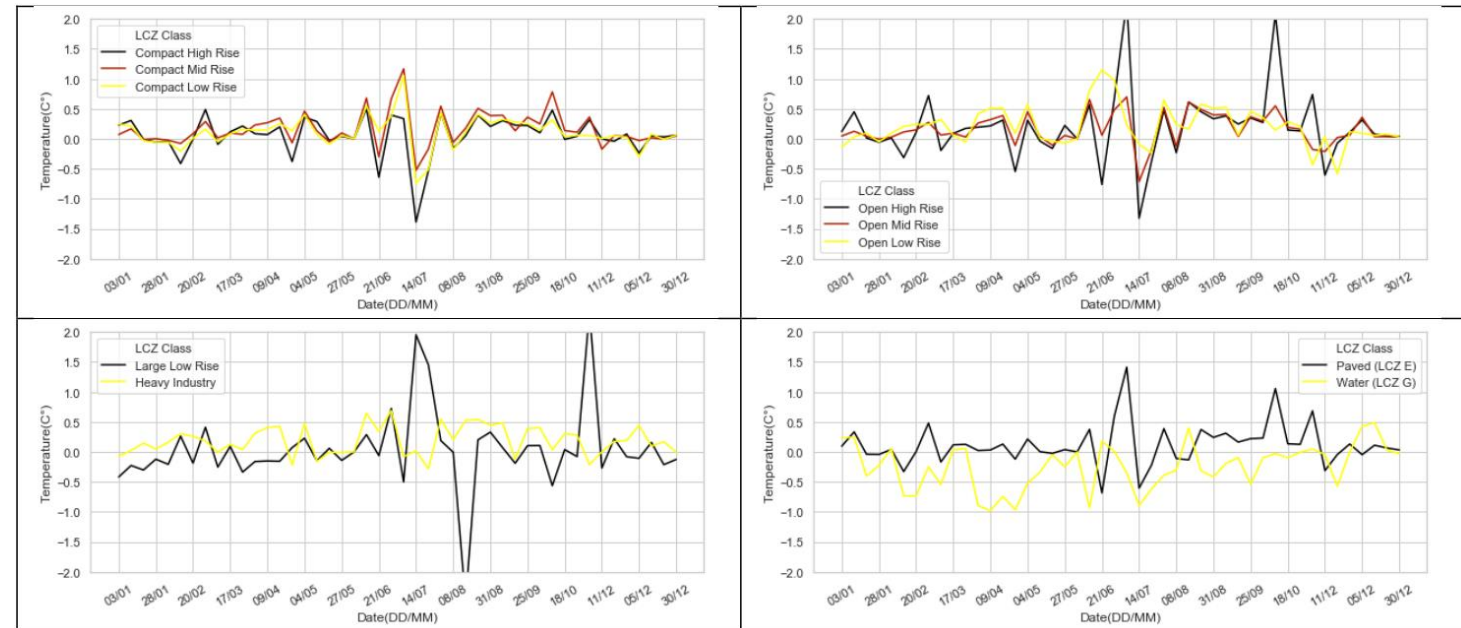 LCZ Class
Compact High Rise
Compact Mid Rise
Compact Low Rise
2.0
1.5
1.0
0.5
0.0
-0.5
-1.0
-1.5
-2.0
Temperature(C°)
03/01 28/01 20/02 17/03 09/04 04/05 27/05 21/06 14/07 08/08 31/08 25/09 18/10 11/12 05/12 30/12
Date(DD/MM)
2.0
1.5
1.0
0.5
0.0
-0.5
-1.0
-1.5
-2.0
Temperature(C°)
LCZ Class
Open High Rise
Open Mid Rise
Open Low Rise
03/01 28/01 20/02 17/03 09/04 04/05 27/05 21/06 14/07 08/08 31/08 25/09 18/10 11/12 05/12 30/12
Date(DD/MM)
LCZ Class
Large Low Rise
Heavy Industry
2.0
1.5
1.0
0.5
0.0
-0.5
-1.0
-1.5
-2.0
Temperature(C°)
03/01 28/01 20/02 17/03 09/04 04/05 27/05 21/06 14/07 08/08 31/08 25/09 18/10 11/12 05/12 30/12
Date(DD/MM)
LCZ Class
Paved (LCZ E)
Water (LCZ G)
2.0
1.5
1.0
0.5
0.0
-0.5
-1.0
-1.5
-2.0
Temperature(C°)
03/01 28/01 20/02 17/03 09/04 04/05 27/05 21/06 14/07 08/08 31/08 25/09 18/10 11/12 05/12 30/12
Date(DD/MM)